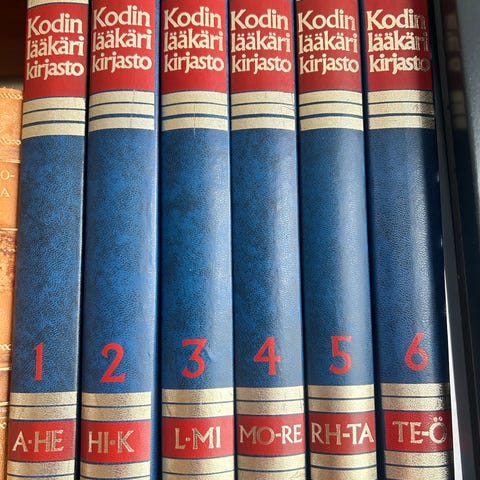 Kodin
lääkäri
kirjasto
1
A-HE
Kodin
lääkäri
kirjasto
2
HI-K
Kodin
lääkäri
kirjasto
3
L-MI
Kodin
lääkäri
kirjasto
4
MO-RE
Kodin
lääkäri
kirjasto
5
RH-TA
Kodin
lääkäri
kirjasto
6
TE-Ö